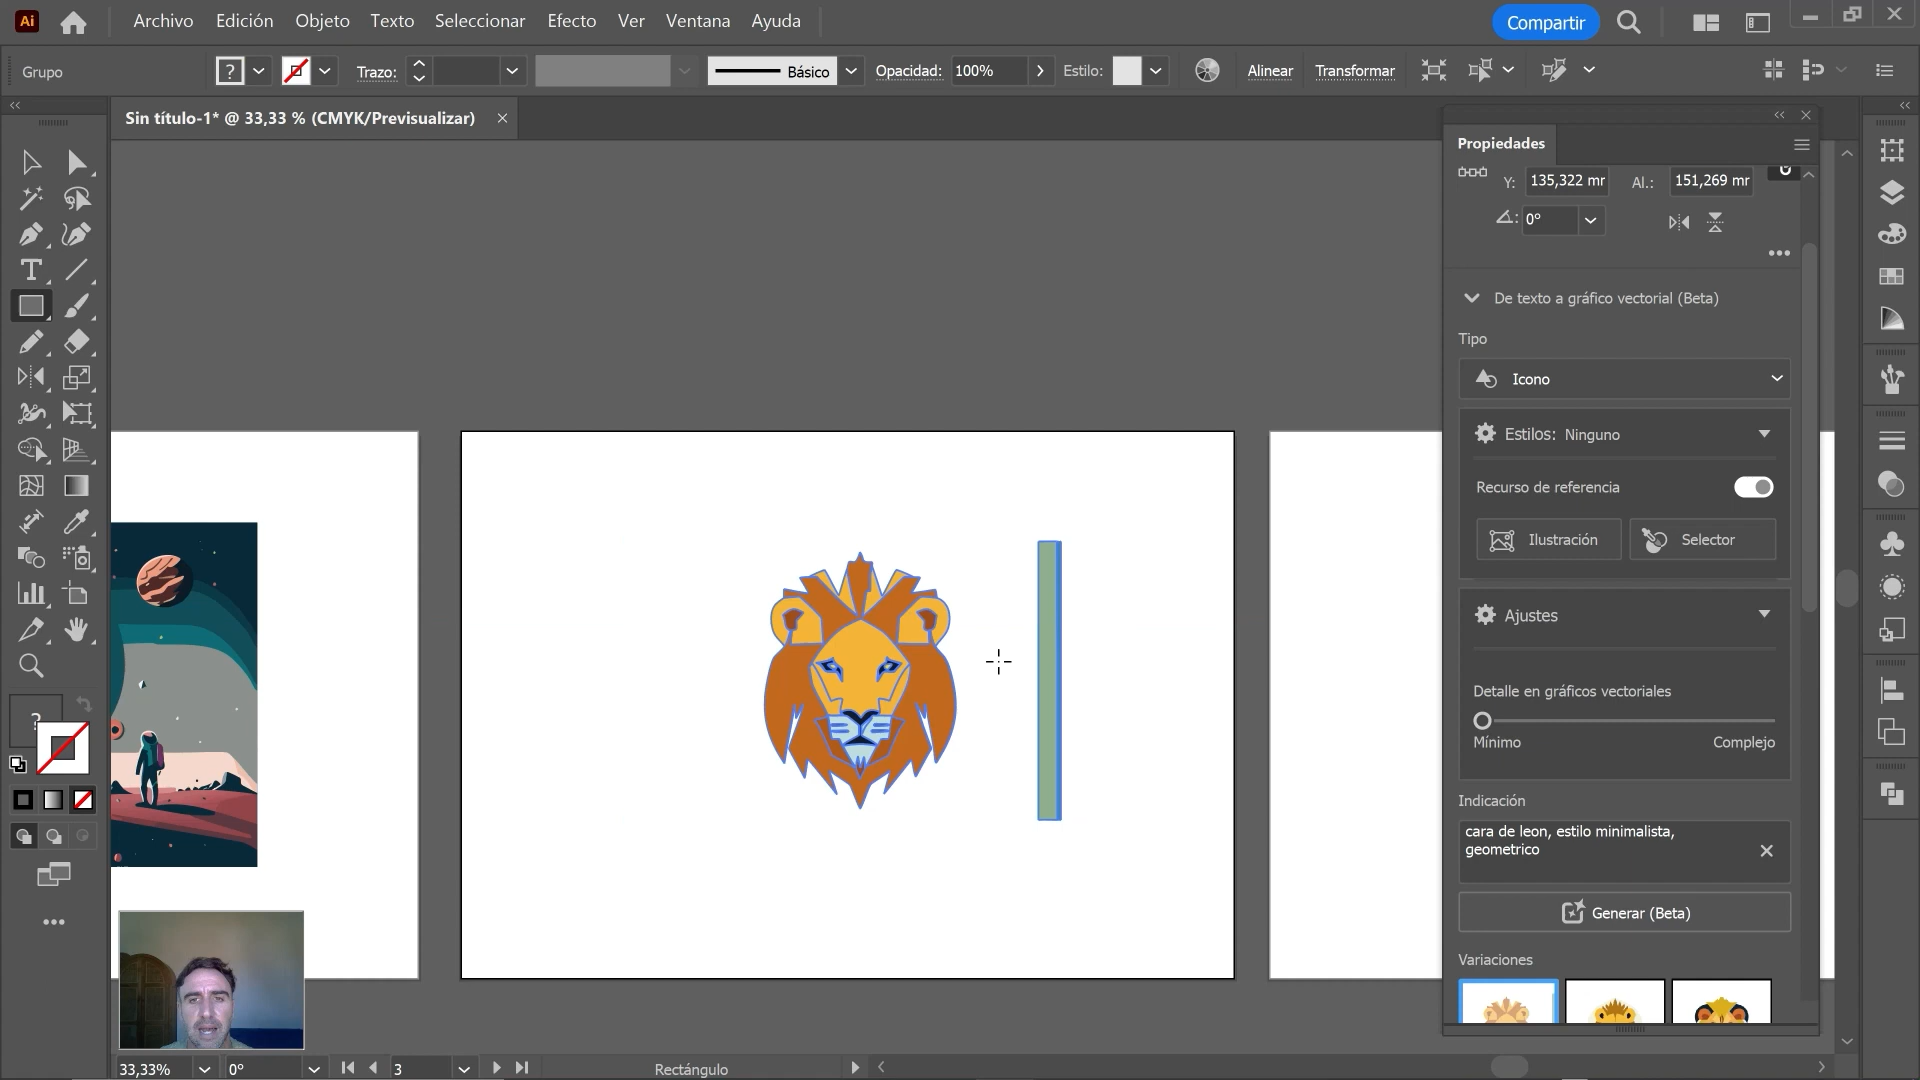 Ai
Archivo Edición Objeto Texto Seleccionar Efecto Ver Ventana Ayuda
Compartir
Grupo
?
Trazo:
Básico
Opacidad:
100%
Estilo:
Alinear
Transformar
Sin título-1* @ 33,33 % (CMYK/Previsualizar)
Propiedades
Y: 135,322 mr Al.: 151,269 mr
0°
De texto a gráfico vectorial (Beta)
Tipo
Icono
Estilos: Ninguno
Recurso de referencia
Ilustración
Selector
Ajustes
Detalle en gráficos vectoriales
Mínimo
Complejo
Indicación
cara de leon, estilo minimalista,
geometrico
Generar (Beta)
Variaciones
?
33,33%
0°
3
Rectángulo